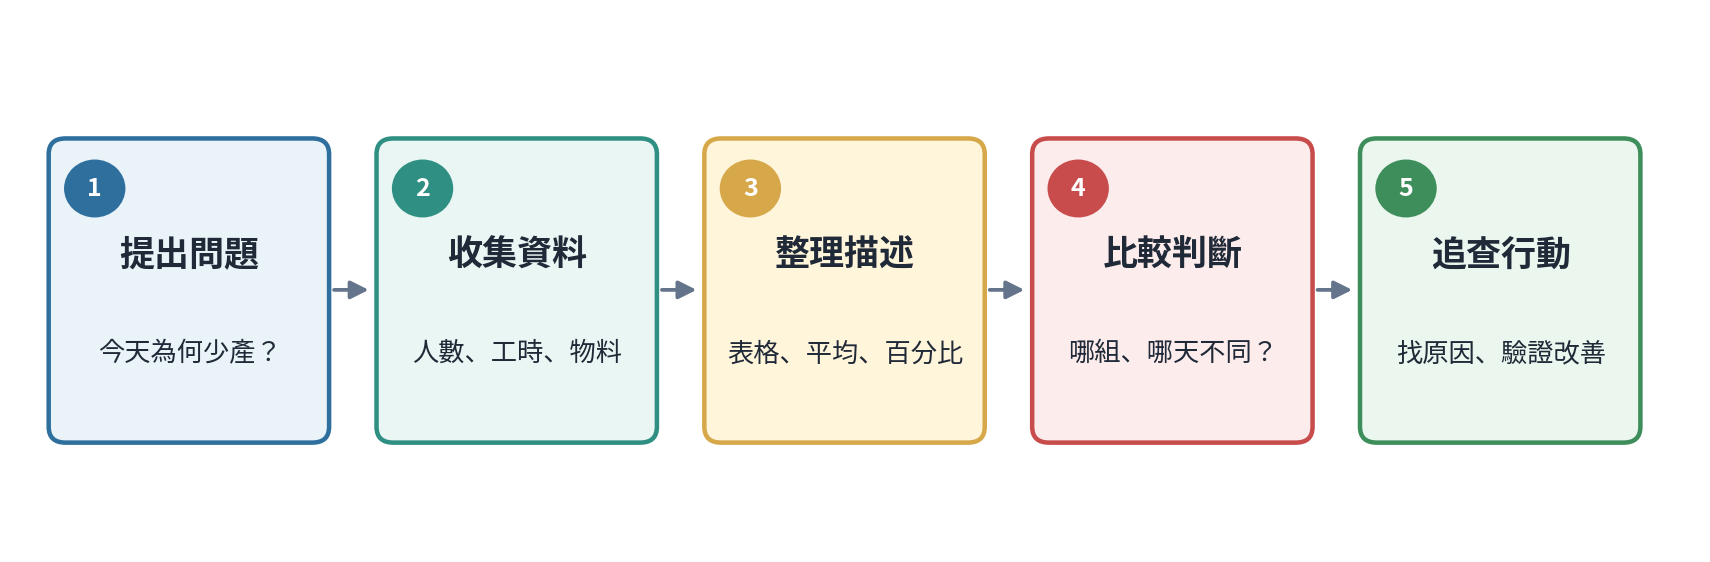 1
提出問題
今天為何少產？
2
收集資料
人數、工時、物料
3
整理描述
表格、平均、百分比
4
比較判斷
哪組、哪天不同？
5
追查行動
找原因、驗證改善